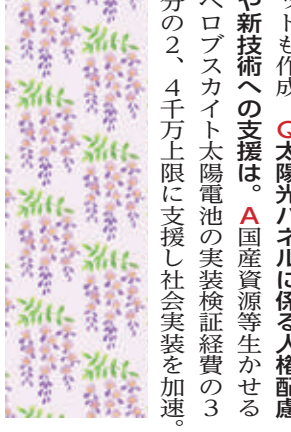 ットも作成 Q太陽光パネルに係る人権配慮
や新技術への支援は。A国産資源等生かせる
ペロブスカイト太陽電池の実装検証経費の3
分の2、4千万上限に支援し社会実装を加速。